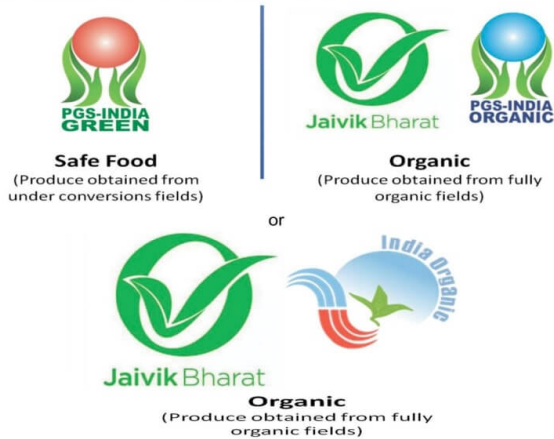 PGS-INDIA
GREEN
Safe Food
(Produce obtained from
under conversions fields)
Jaivik Bharat
PGS-INDIA
ORGANIC
Organic
(Produce obtained from fully
organic fields)
or
Jaivik Bharat
India Organic
Organic
(Produce obtained from fully
organic fields)